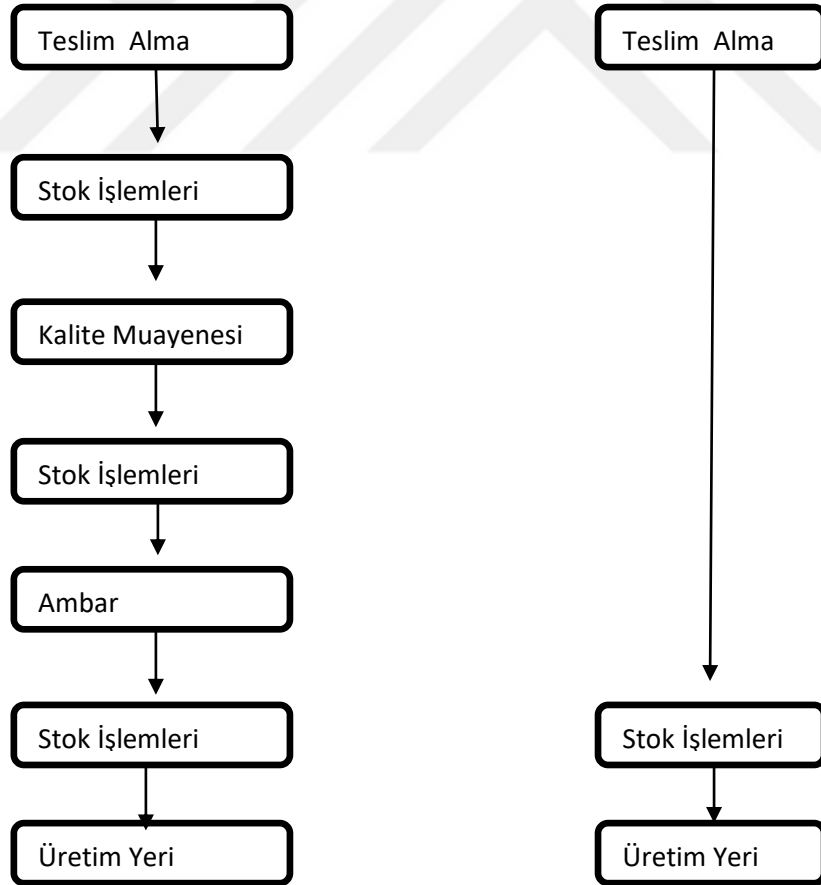 Teslim Alma
Stok İşlemleri
Kalite Muayenesi
Stok İşlemleri
Ambar
Stok İşlemleri
Üretim Yeri
Teslim Alma
Stok İşlemleri
Üretim Yeri